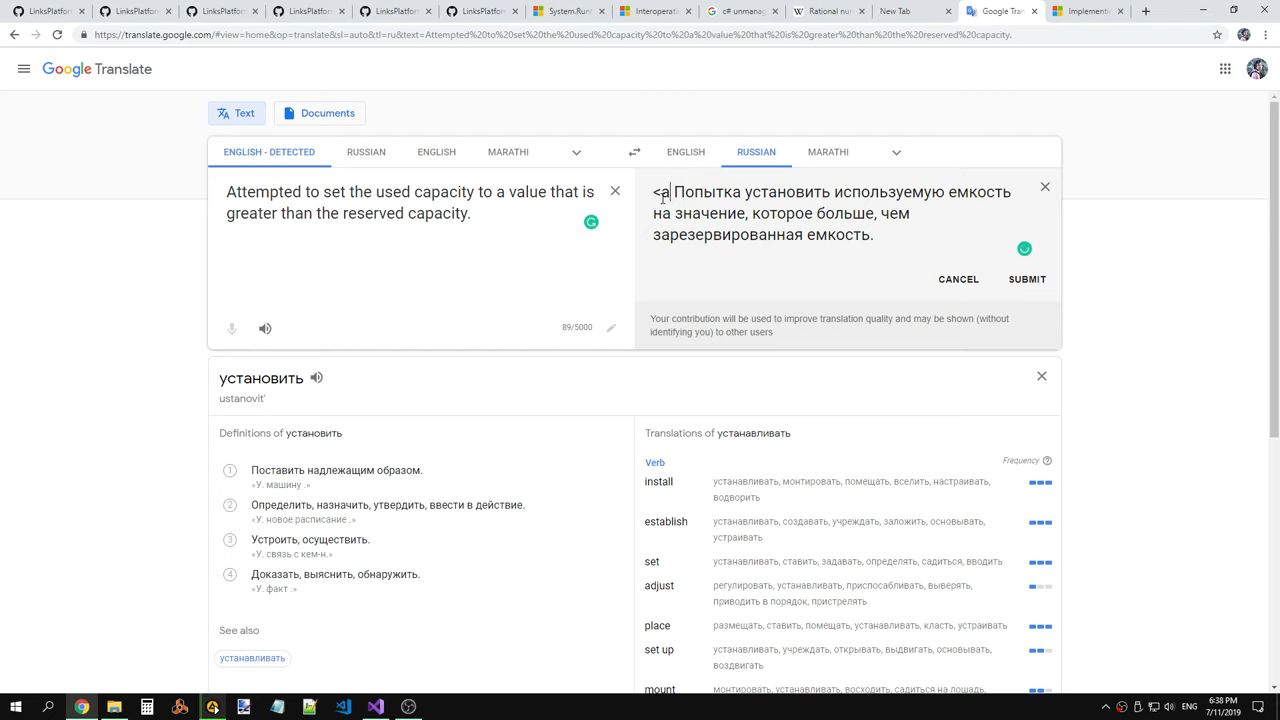 LinksPlatfor
LinksPlatfor
LinksPlatfor
LinksPlatfor
LinksPlatfor
LinksPlatfor
System.Runt
Interoperati
c# unmanag
Rational nu
New Tab
Google Tran
Implementi
https://translate.google.com/#view=home&op=translate&sl=auto&tl=ru&text=Attempted%20to%20set%20the%20used%20capacity%20to%20a%20value%20that%20is%20greater%20than%20the%20reserved%20capacity.
Google Translate
Text
Documents
ENGLISH - DETECTED
RUSSIAN
ENGLISH
MARATHI
ENGLISH
RUSSIAN
MARATHI
Attempted to set the used capacity to a value that is
greater than the reserved capacity.
<a Попытка установить используемую емкость
на значение, которое больше, чем
зарезервированная емкость.
CANCEL
SUBMIT
89/5000
Your contribution will be used to improve translation quality and may be shown (without
identifying you) to other users
установить
ustanovit'
Definitions of установить
1 Поставить надлежащим образом.
«У. машину .»
2 Определить, назначить, утвердить, ввести в действие.
«У. новое расписание .»
3 Устроить, осуществить.
«У. связь с кем-н.»
4 Доказать, выяснить, обнаружить.
«У. факт .»
See also
устанавливать
Translations of устанавливать
Verb
Frequency
install
устанавливать, монтировать, помещать, вселить, настраивать,
водворить
establish
устанавливать, создавать, учреждать, заложить, основывать,
устраивать
set
устанавливать, ставить, задавать, определять, садиться, вводить
adjust
регулировать, устанавливать, приспосабливать, выверять,
приводить в порядок, пристрелять
place
размещать, ставить, помещать, устанавливать, класть, устраивать
set up
устанавливать, учреждать, открывать, выдвигать, основывать,
воздвигать
mount
монтировать, устанавливать, восходить, садиться на лошадь,
ENG
6:38 PM
7/11/2019